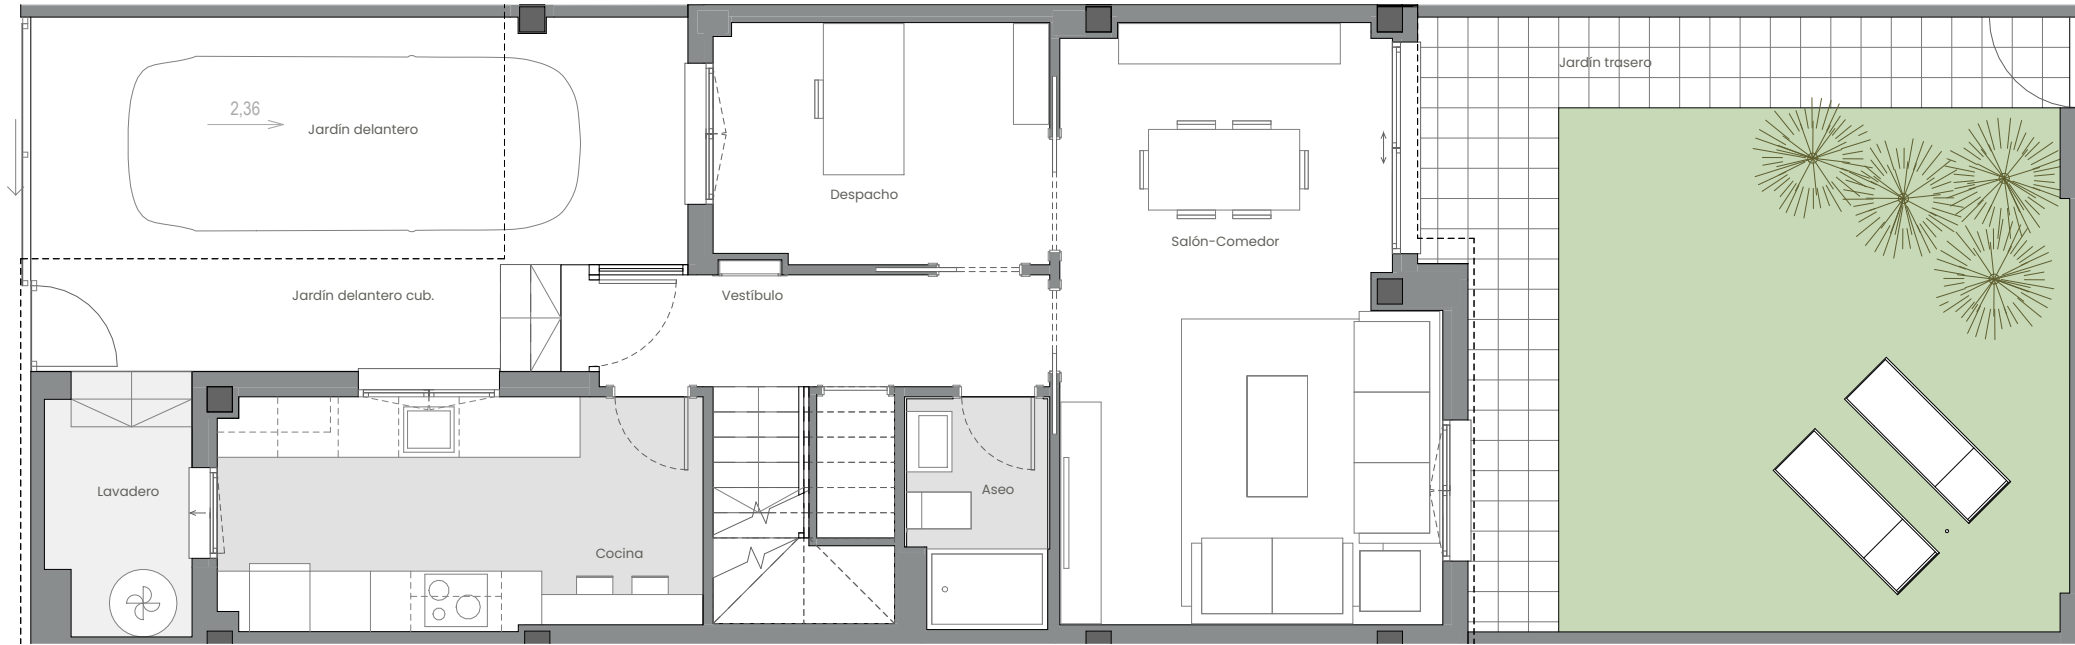 Jardín trasero
2,36
Jardín delantero
Despacho
Salón-Comedor
Jardín delantero cub.
Vestíbulo
Lavadero
Aseo
Cocina